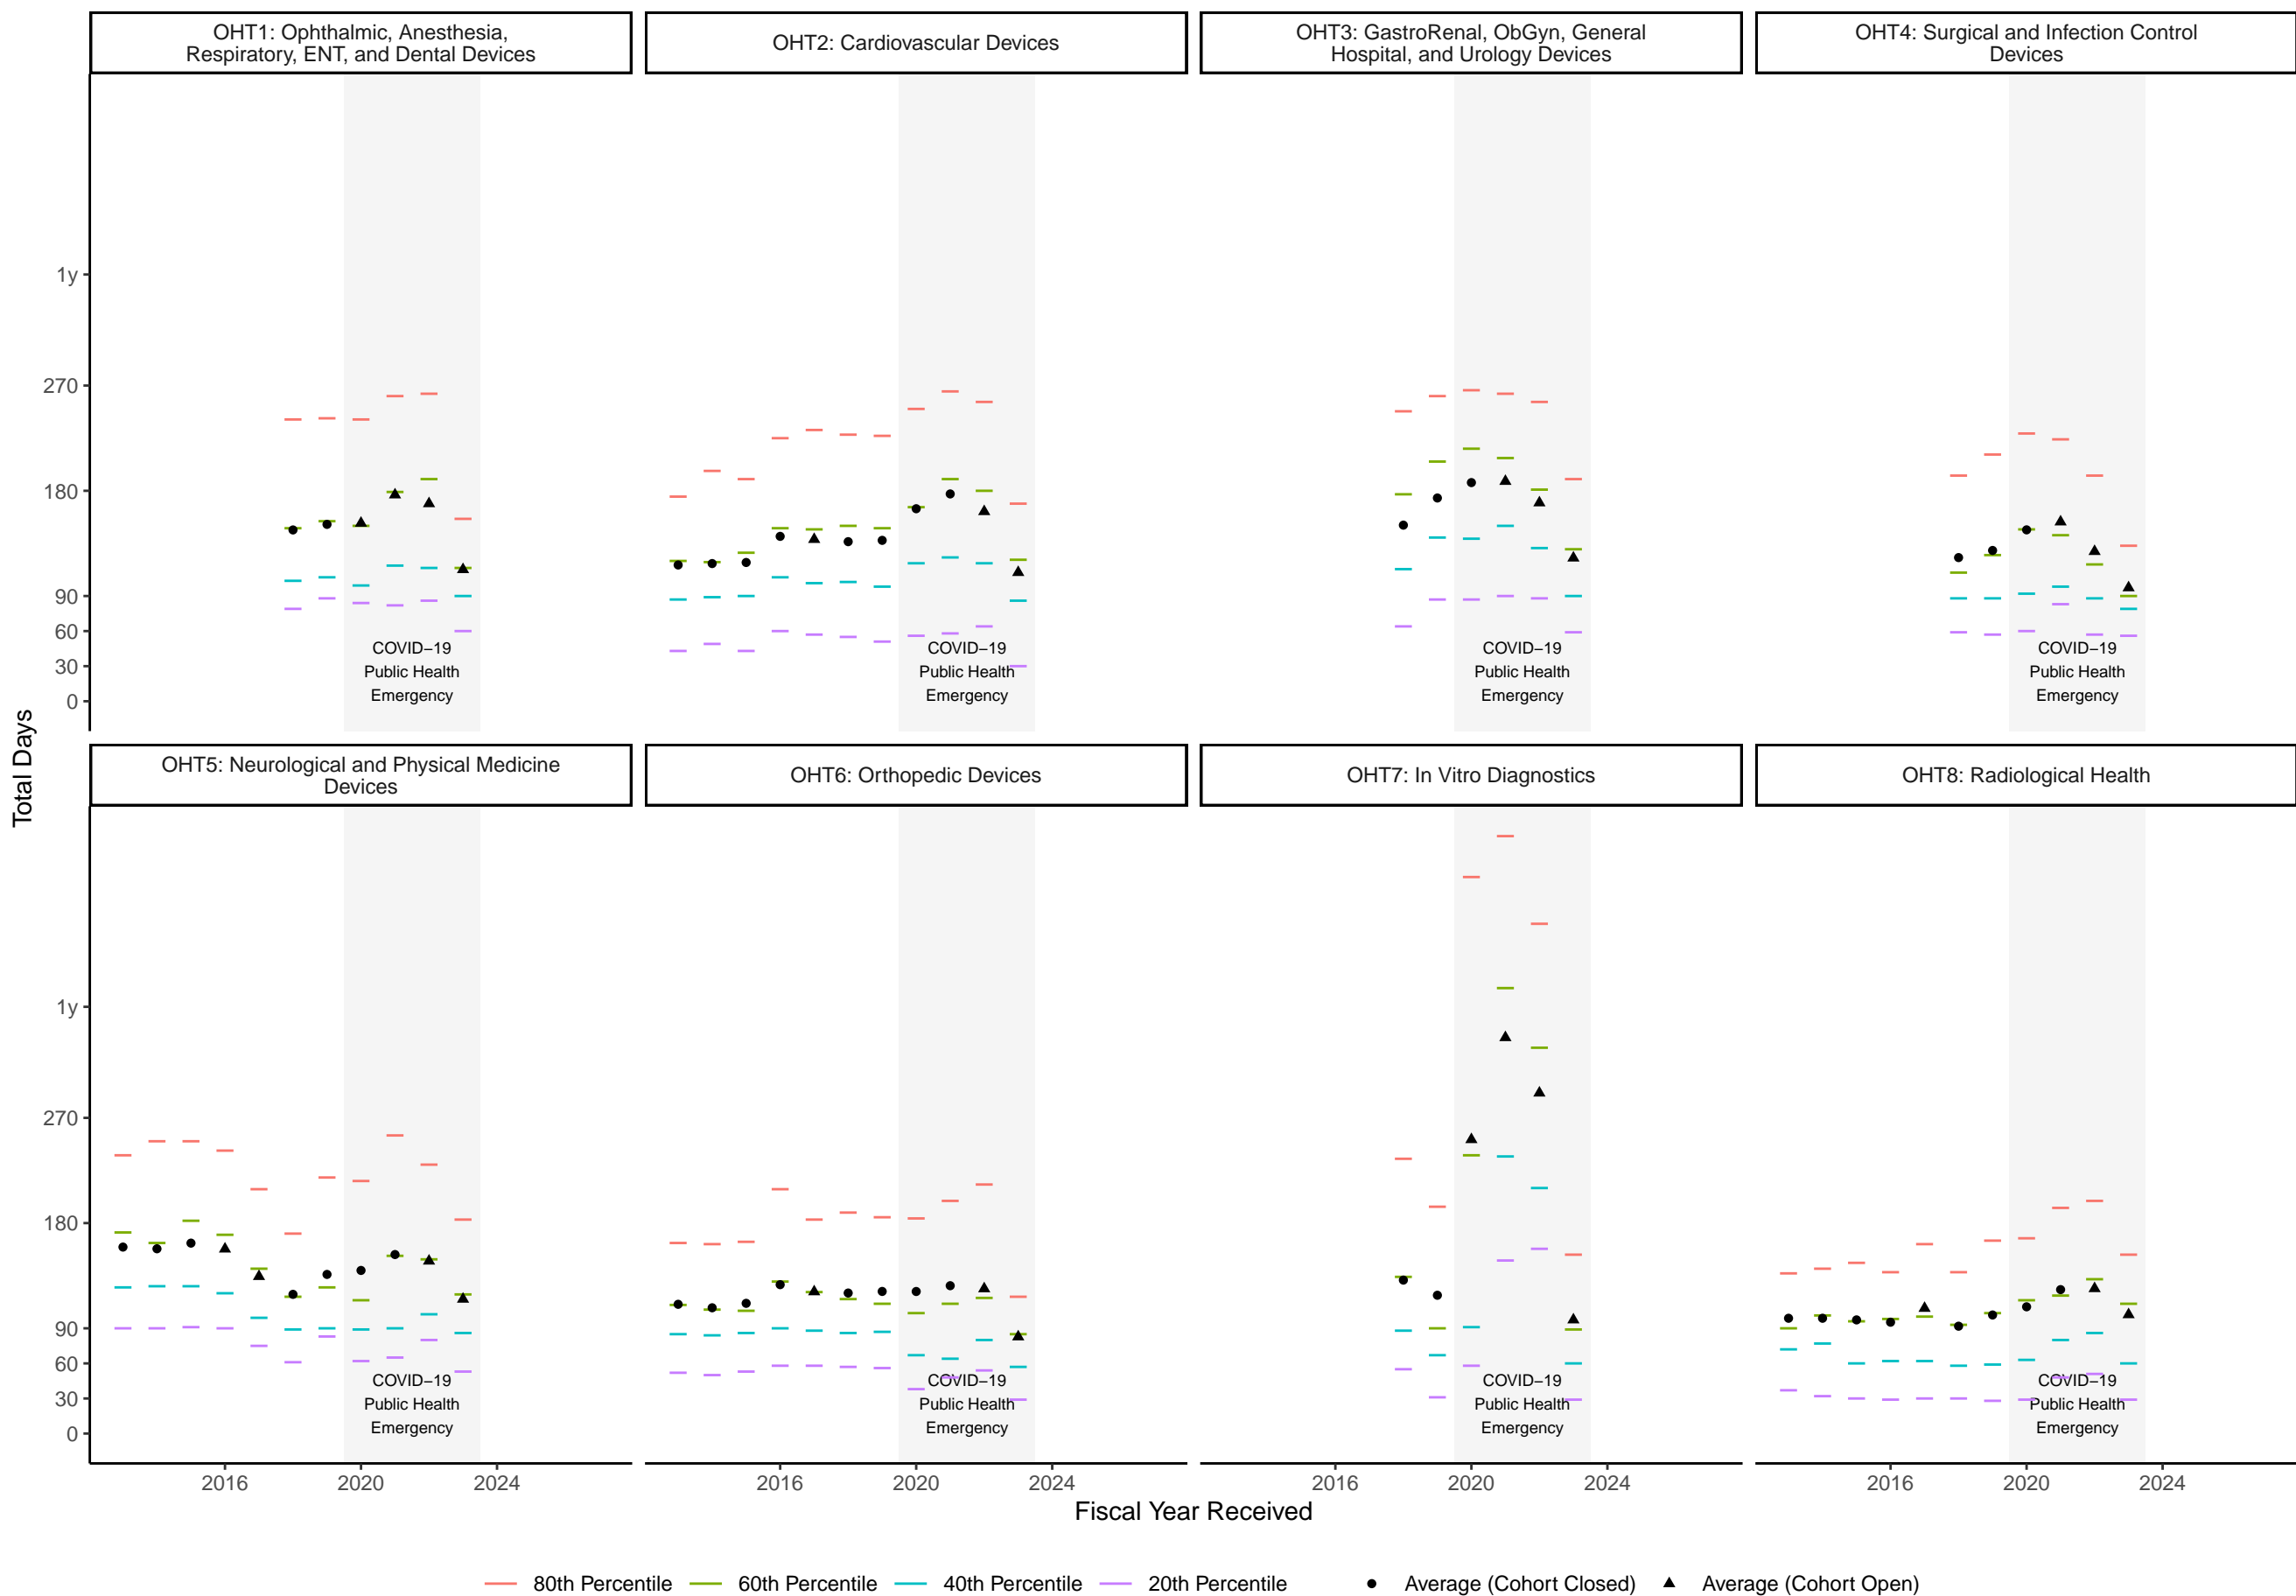 OHT1: Ophthalmic, Anesthesia,
Respiratory, ENT, and Dental Devices
OHT2: Cardiovascular Devices
OHT3: GastroRenal, ObGyn, General
Hospital, and Urology Devices
OHT4: Surgical and Infection Control
Devices
1y
270
180
90
60
30
0
COVID−19
Public Health
Emergency
COVID−19
Public Health
Emergency
COVID−19
Public Health
Emergency
COVID−19
Public Health
Emergency
Total Days
OHT5: Neurological and Physical Medicine
Devices
OHT6: Orthopedic Devices
OHT7: In Vitro Diagnostics
OHT8: Radiological Health
1y
270
180
90
60
30
0
COVID−19
Public Health
Emergency
COVID−19
Public Health
Emergency
COVID−19
Public Health
Emergency
COVID−19
Public Health
Emergency
2016 2020 2024
2016 2020 2024
2016 2020 2024
2016 2020 2024
Fiscal Year Received
80th Percentile 60th Percentile 40th Percentile 20th Percentile Average (Cohort Closed) Average (Cohort Open)